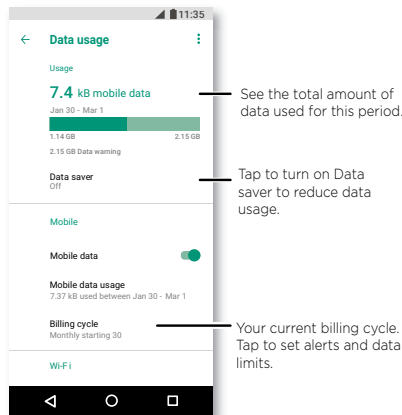 11:35
Data usage
Usage
7.4 kB mobile data
Jan 30 - Mar 1
1.14 GB 2.15 GB
2.15 GB Data warning
Data saver
Off
Mobile
Mobile data
Mobile data usage
7.37 kB used between Jan 30 - Mar 1
Billing cycle
Monthly starting 30
Wi-Fi
See the total amount of
data used for this period.
Tap to turn on Data
saver to reduce data
usage.
Your current billing cycle.
Tap to set alerts and data
limits.